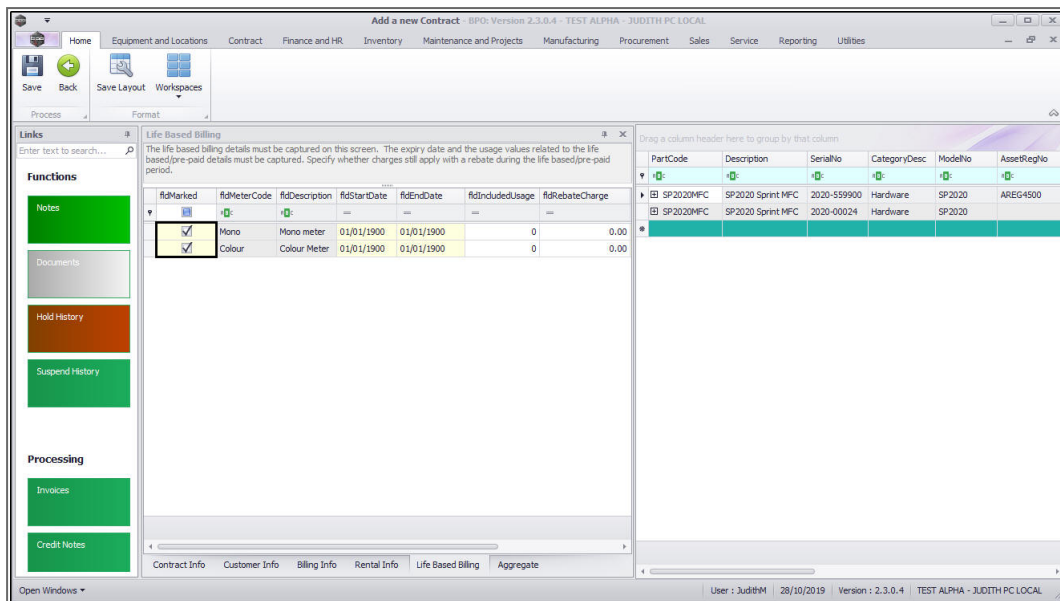 Add a new Contract - BPO: Version 2.3.0.4 - TEST ALPHA - JUDITH PC LOCAL
Home Equipment and Locations Contract Finance and HR Inventory Maintenance and Projects Manufacturing Procurement Sales Service Reporting Utilities
Save Back Save Layout Workspaces
Process Format
Links
Enter text to search...
Functions
Notes
Documents
Hold History
Suspend History
Processing
Invoices
Credit Notes
Life Based Billing
The life based billing details must be captured on this screen. The expiry date and the usage values related to the life
based/pre-paid details must be captured. Specify whether charges still apply with a rebate during the life based/pre-paid
period.
fldMarked fldMeterCode fldDescription fldStartDate fldEndDate fldIncludedUsage fldRebateCharge
Mono Mono meter 01/01/1900 01/01/1900 0 0.00
Colour Colour Meter 01/01/1900 01/01/1900 0 0.00
Contract Info Customer Info Billing Info Rental Info Life Based Billing Aggregate
Drag a column header here to group by that column
PartCode Description SerialNo CategoryDesc ModelNo AssetRegNo
SP2020MFC SP2020 Sprint MFC 2020-559900 Hardware SP2020 AREG4500
SP2020MFC SP2020 Sprint MFC 2020-00024 Hardware SP2020
Open Windows User : JudithM 28/10/2019 Version : 2.3.0.4 TEST ALPHA - JUDITH PC LOCAL